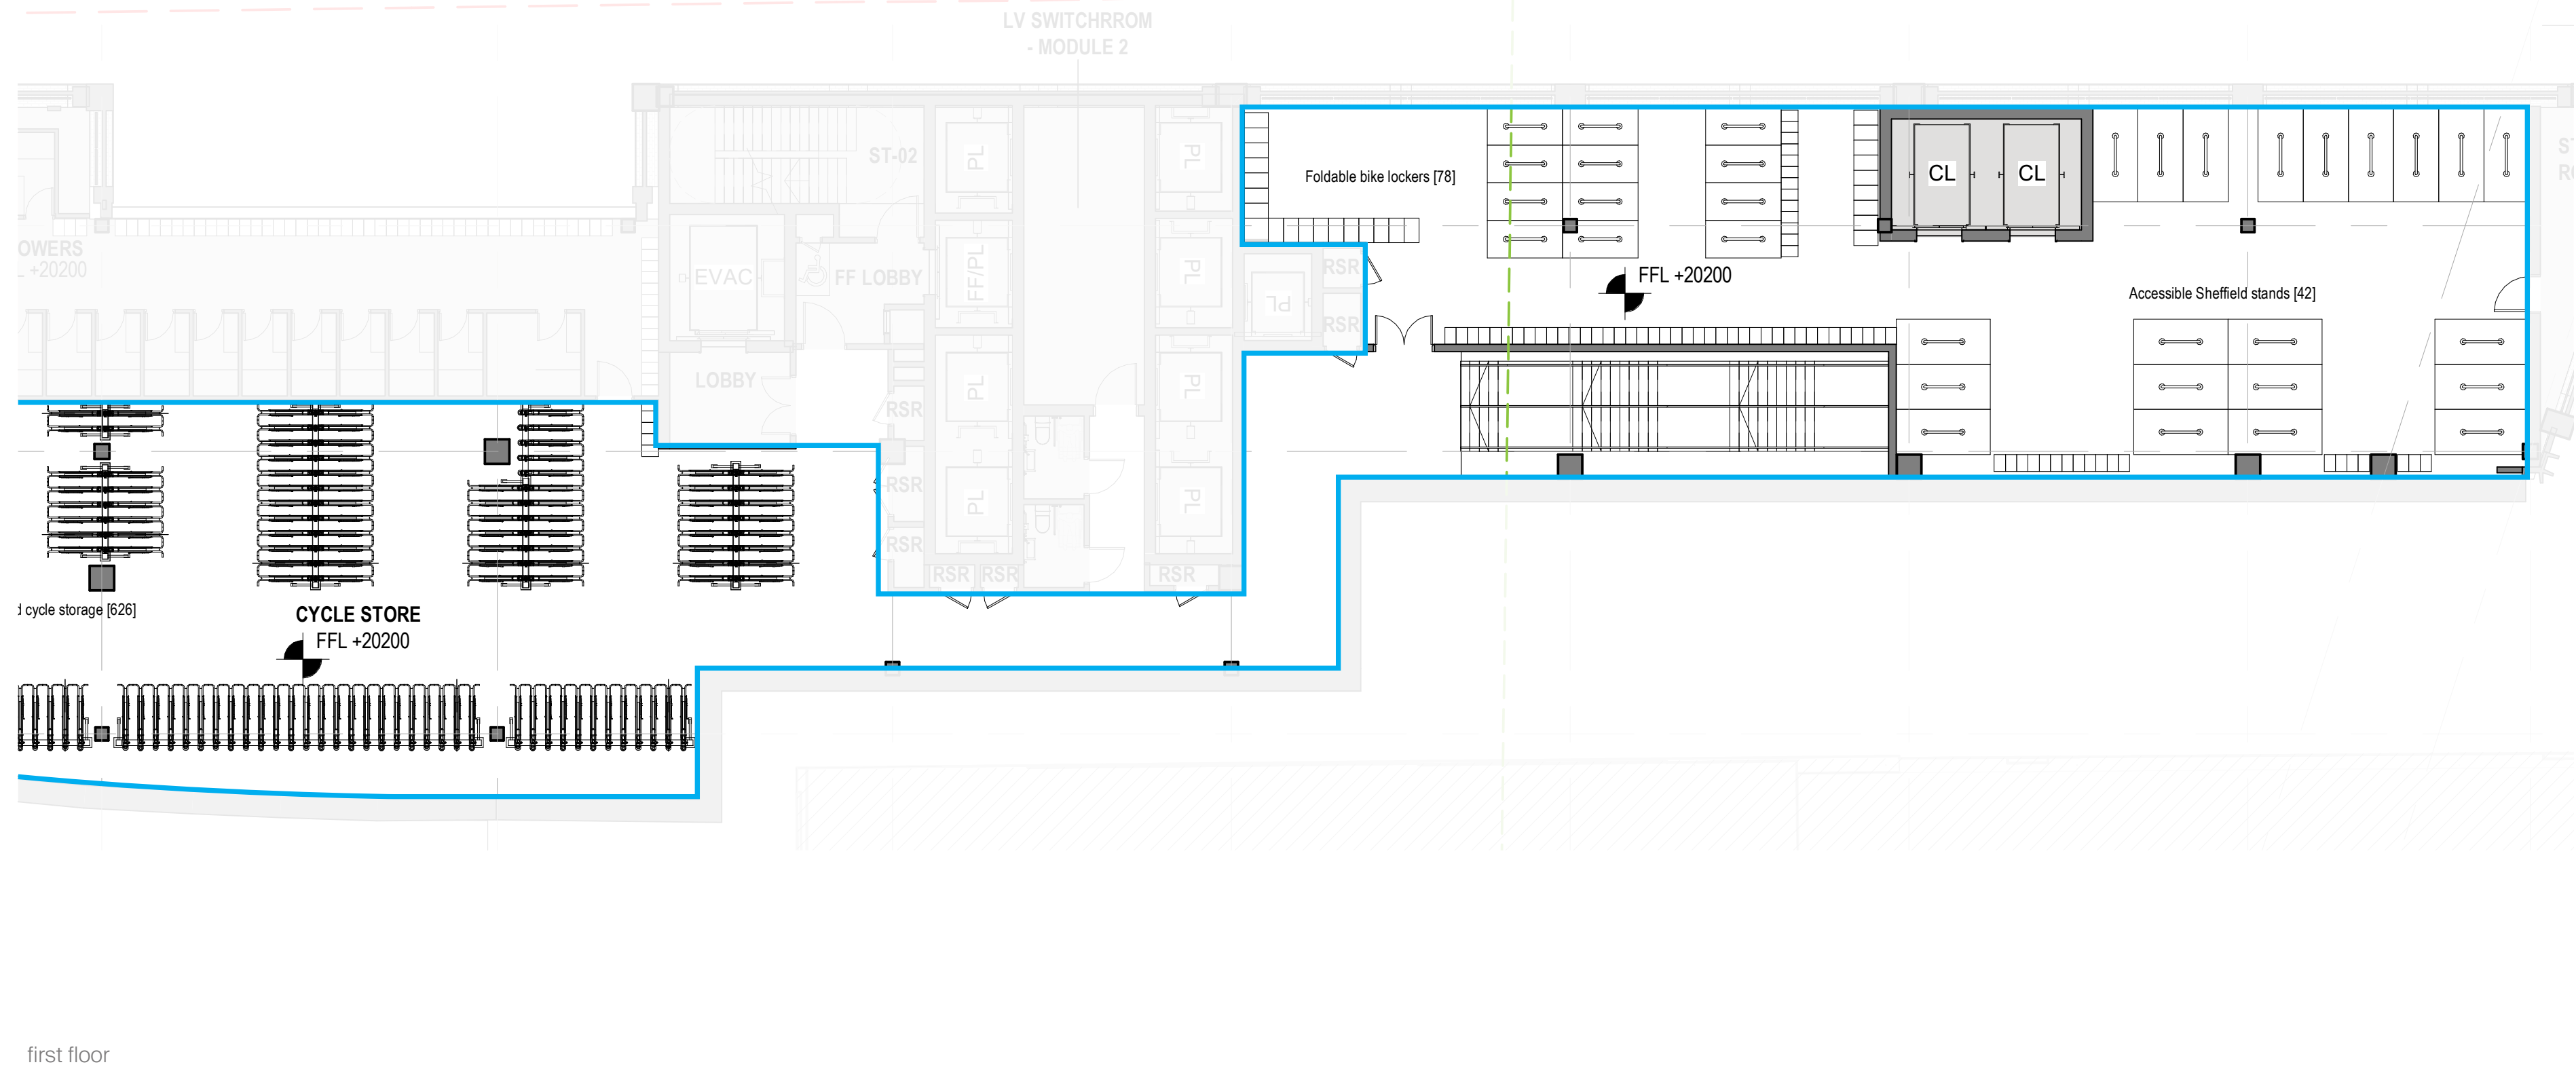 LV SWITCHRROM
- MODULE 2
ST-02
PL
PL
CL
CL
Foldable bike lockers [78]
OWERS
+20200
EVAC
FF LOBBY
FF/PL
PL
PL
RSR
RSR
FFL +20200
Accessible Sheffield stands [42]
LOBBY
PL
PL
RSR
RSR
PL
PL
RSR
RSR
RSR
RSR
d cycle storage [626]
CYCLE STORE
FFL +20200
first floor